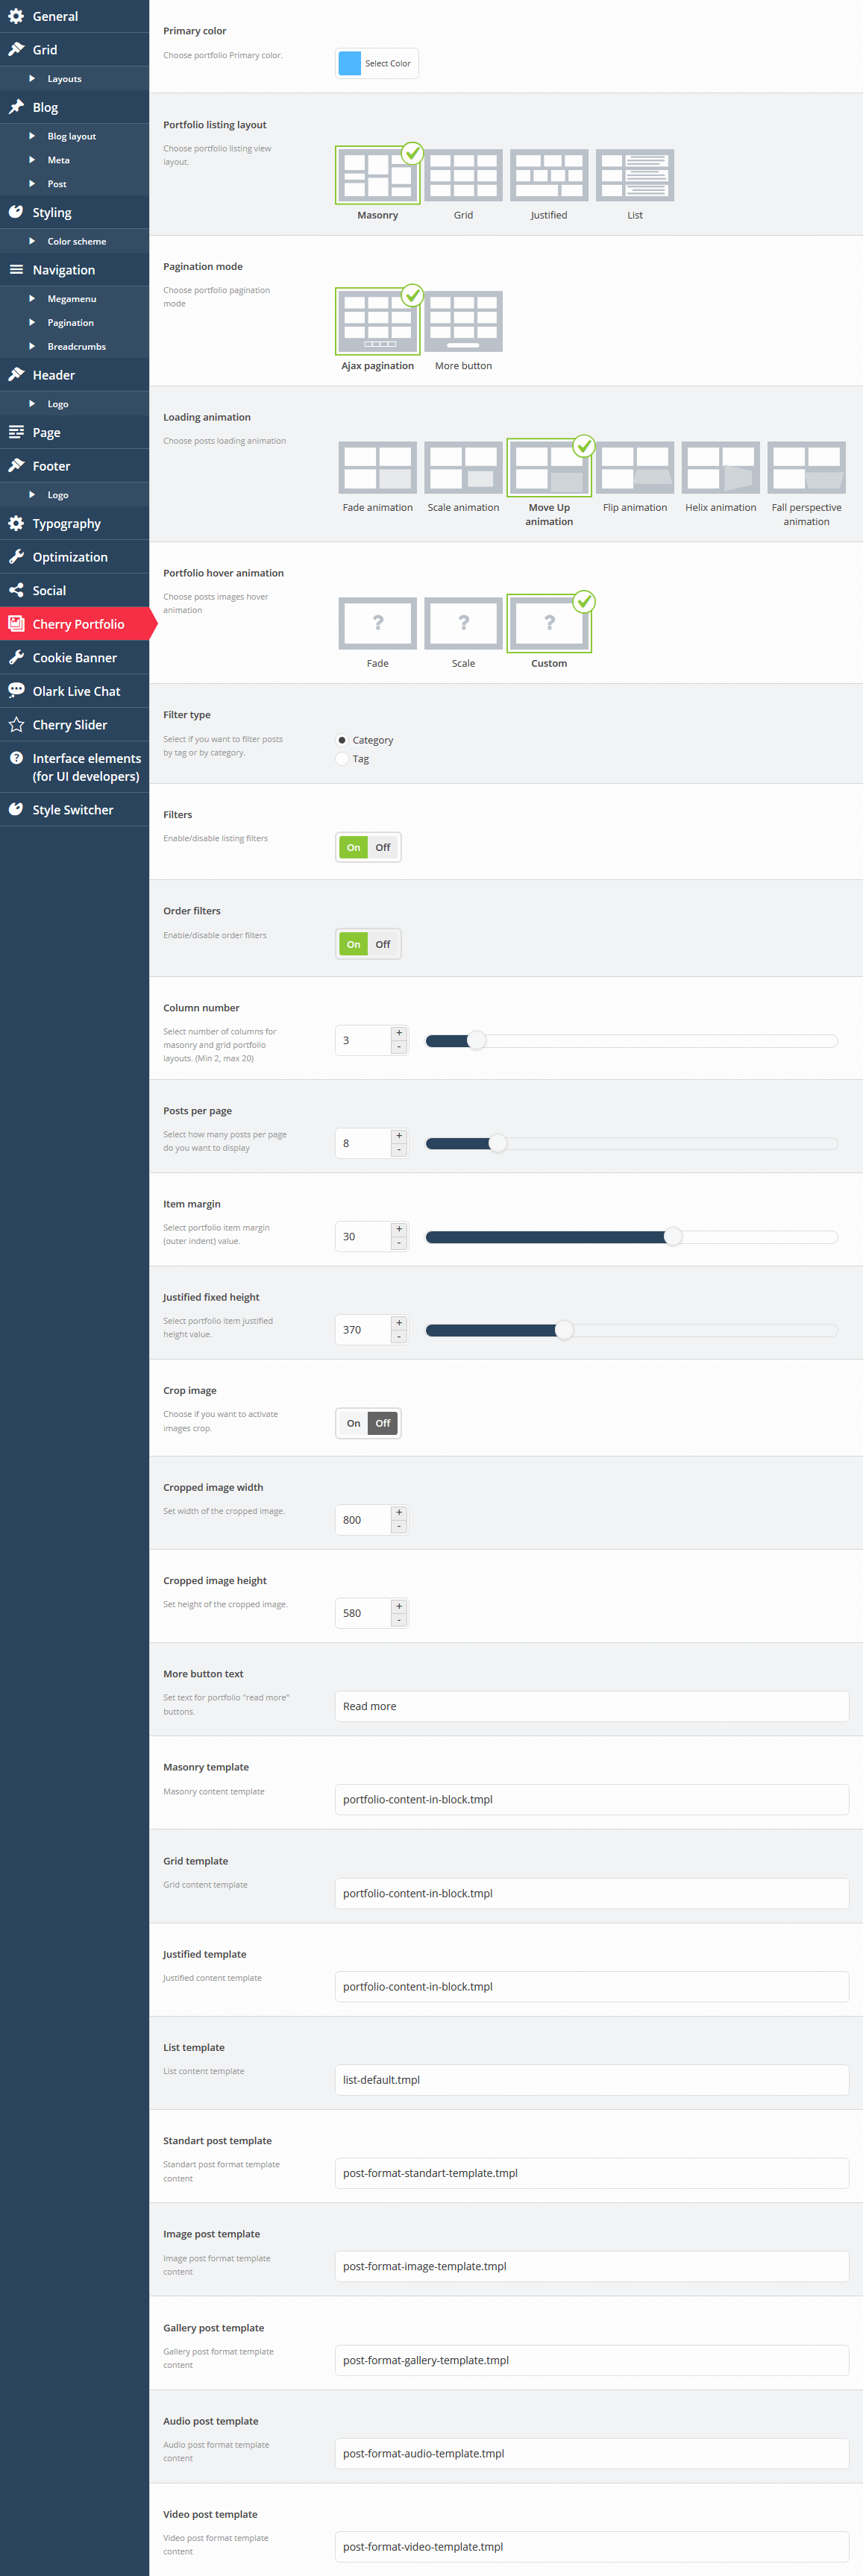 General
Grid
Layouts
Blog
Blog layout
Meta
Post
Styling
Color scheme
Navigation
Megamenu
Pagination
Breadcrumbs
Header
Logo
Page
Footer
Logo
Typography
Optimization
Social
Cherry Portfolio
Cookie Banner
Olark Live Chat
Cherry Slider
Interface elements
(for UI developers)
Style Switcher
Primary color
Choose portfolio Primary color.
Select Color
Portfolio listing layout
Choose portfolio listing view
layout.
Masonry
Grid
Justified
List
Pagination mode
Choose portfolio pagination
mode
Ajax pagination
More button
Loading animation
Choose posts loading animation
Fade animation
Scale animation
Move Up
animation
Flip animation
Helix animation
Fall perspective
animation
Portfolio hover animation
Choose posts images hover
animation
?
Fade
?
Scale
?
Custom
Filter type
Select if you want to filter posts
by tag or by category.
Category
Tag
Filters
Enable/disable listing filters
On Off
Order filters
Enable/disable order filters
On Off
Column number
Select number of columns for
masonry and grid portfolio
layouts. (Min 2, max 20)
3
+
-
Posts per page
Select how many posts per page
do you want to display
8
+
-
Item margin
Select portfolio item margin
(outer indent) value.
30
+
-
Justified fixed height
Select portfolio item justified
height value.
370
+
-
Crop image
Choose if you want to activate
images crop.
On Off
Cropped image width
Set width of the cropped image.
800
+
-
Cropped image height
Set height of the cropped image.
580
+
-
More button text
Set text for portfolio "read more"
buttons.
Read more
Masonry template
Masonry content template
portfolio-content-in-block.tmpl
Grid template
Grid content template
portfolio-content-in-block.tmpl
Justified template
Justified content template
portfolio-content-in-block.tmpl
List template
List content template
list-default.tmpl
Standart post template
Standart post format template
content
post-format-standart-template.tmpl
Image post template
Image post format template
content
post-format-image-template.tmpl
Gallery post template
Gallery post format template
content
post-format-gallery-template.tmpl
Audio post template
Audio post format template
content
post-format-audio-template.tmpl
Video post template
Video post format template
content
post-format-video-template.tmpl